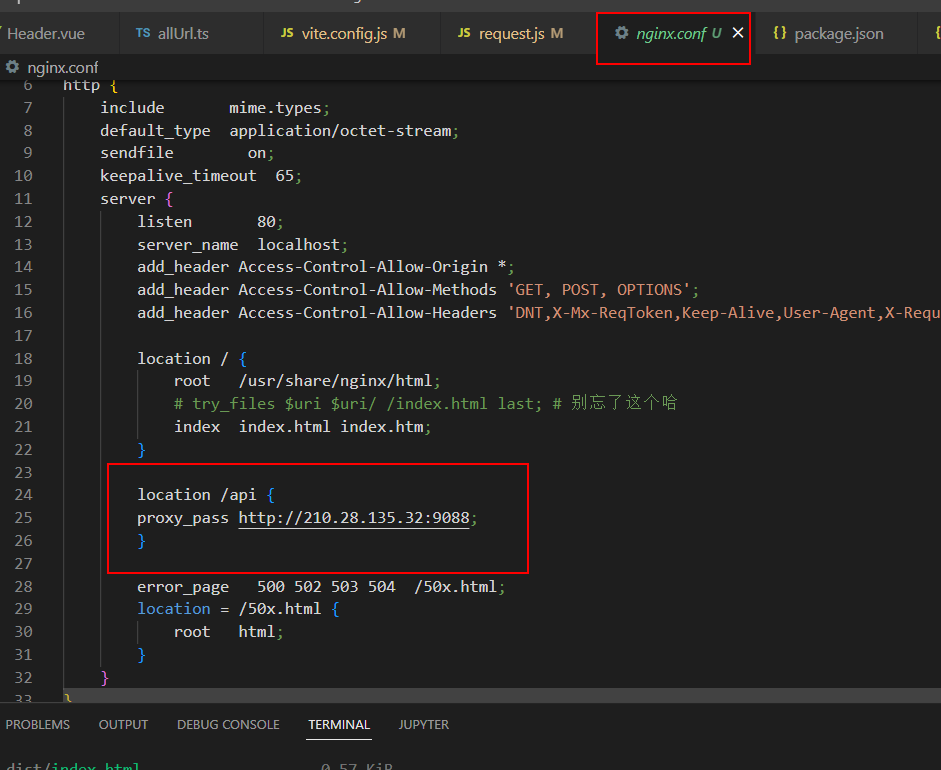 Header.vue TS allUrl.ts JS vite.config.js M JS request.js M nginx.conf U × {} package.json {
nginx.conf
6 http {
7 include mime.types;
8 default_type application/octet-stream;
9 sendfile on;
10 keepalive_timeout 65;
11 server {
12 listen 80;
13 server_name localhost;
14 add_header Access-Control-Allow-Origin *;
15 add_header Access-Control-Allow-Methods 'GET, POST, OPTIONS';
16 add_header Access-Control-Allow-Headers 'DNT,X-Mx-ReqToken,Keep-Alive,User-Agent,X-Requ
17
18 location / {
19 root /usr/share/nginx/html;
20 # try_files $uri $uri/ /index.html last; # 别忘了这个哈
21 index index.html index.htm;
22 }
23
24 location /api {
25 proxy_pass http://210.28.135.32:9088;
26 }
27
28 error_page 500 502 503 504 /50x.html;
29 location = /50x.html {
30 root html;
31 }
32 }
33 }
PROBLEMS OUTPUT DEBUG CONSOLE TERMINAL JUPYTER
dist/index.html 0.57 KiB